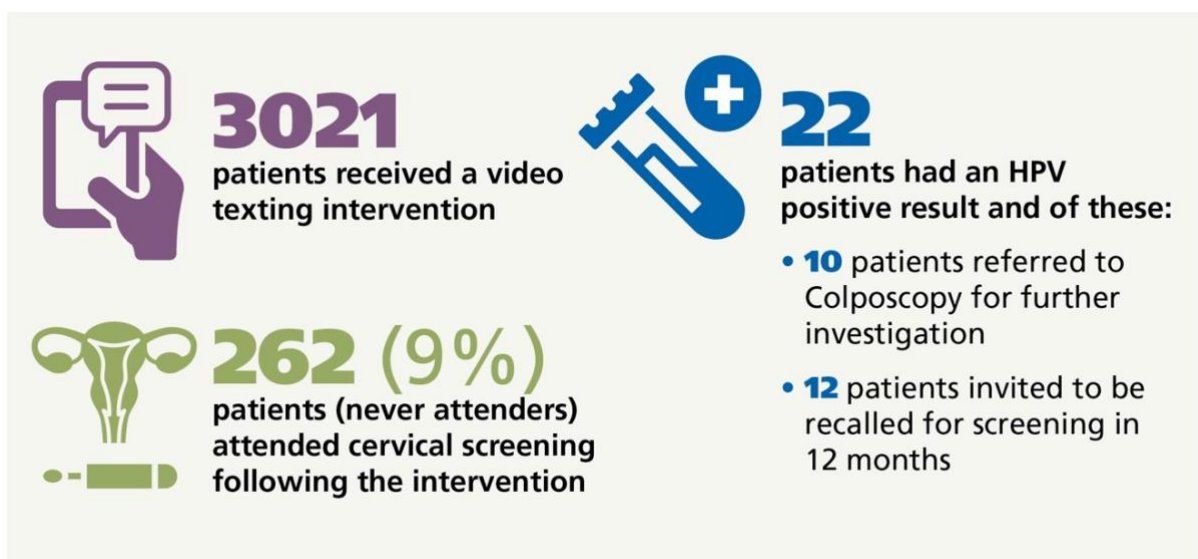 3021
patients received a video
texting intervention
262 (9%)
patients (never attenders)
attended cervical screening
following the intervention
22
patients had an HPV
positive result and of these:
• 10 patients referred to
Colposcopy for further
investigation
• 12 patients invited to be
recalled for screening in
12 months